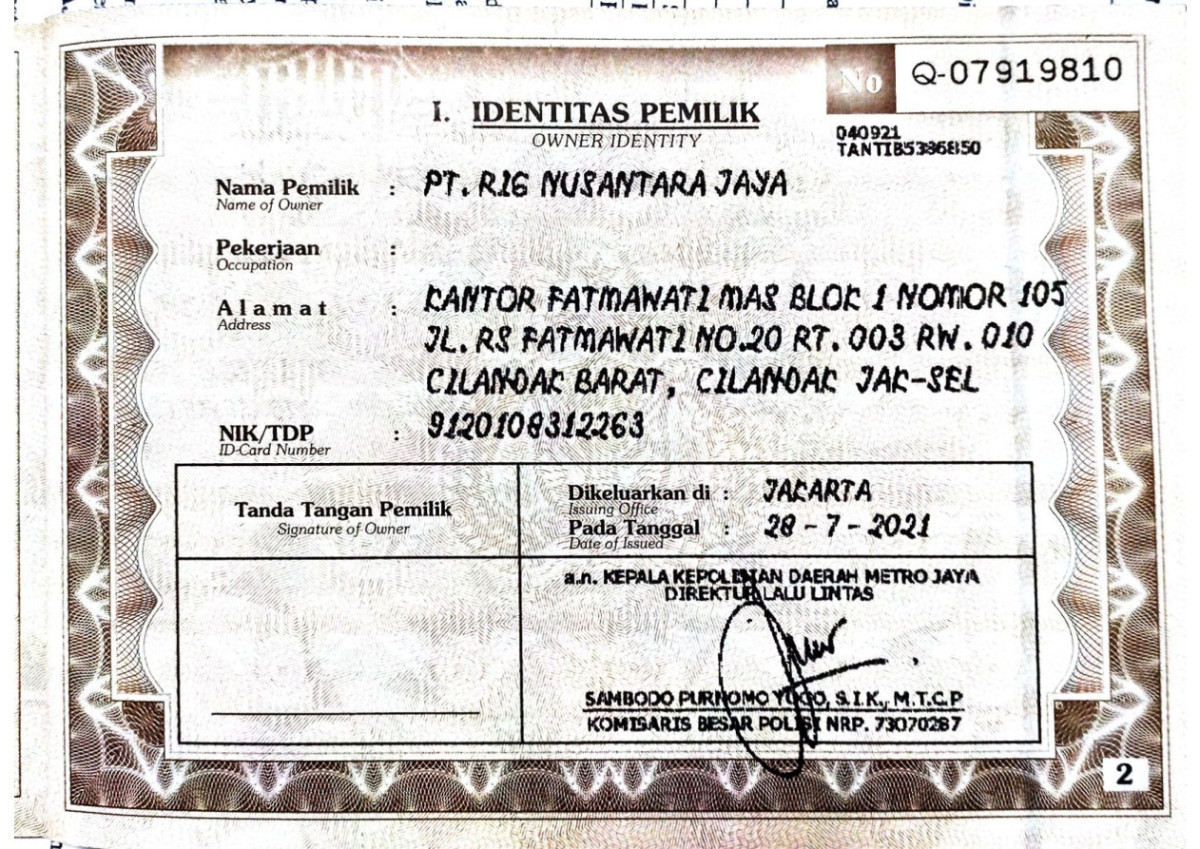 No Q-07919810
I. IDENTITAS PEMILIK
OWNER IDENTITY
040921
TANTIB5386850
Nama Pemilik : PT. RIG NUSANTARA JAYA
Name of Owner
Pekerjaan :
Occupation
Alamat : KANTOR FATMAWATI MAS BLOK 1 NOMOR 105
Address
JL. RS FATMAWATI NO.20 RT. 003 RW. 010
CILANDAK BARAT, CILANDAK JAK-SEL
NIK/TDP : 9120108312263
ID-Card Number
Tanda Tangan Pemilik
Signature of Owner
Dikeluarkan di : JAKARTA
Issuing Office
Pada Tanggal : 28 - 7 - 2021
Date of Issued
a.n. KEPALA KEPOLISIAN DAERAH METRO JAYA
DIREKTUR LALU LINTAS
SAMBODO PURNOMO YOGO, S.I.K., M.T.C.P
KOMISARIS BESAR POLISI NRP. 73070287
2